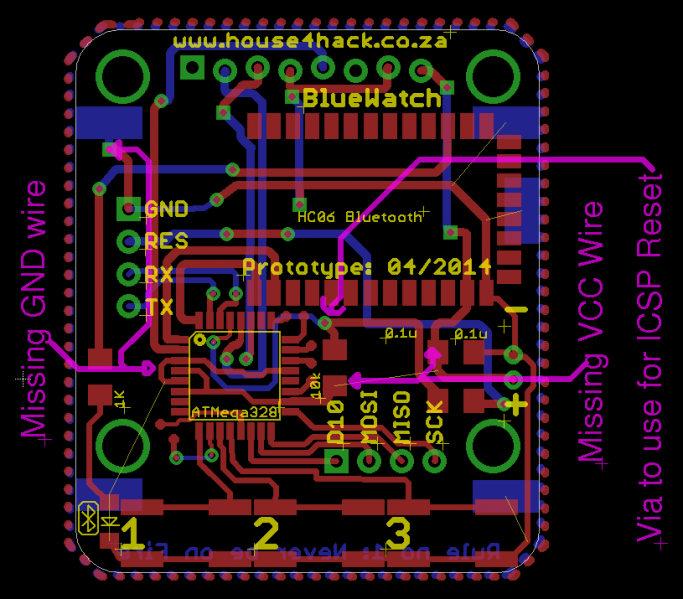 www.house4hack.co.za
BlueWatch
HC06 Bluetooth
GND
RES
RX
TX
Prototype: 04/2014
0.1u
0.1u
1K
10k
ATMega328
D10
MOSI
MISO
SCK
+
-
1
2
3
Rule no 1: Never be on Fire
Missing GND wire
Missing VCC Wire
Via to use for ICSP Reset